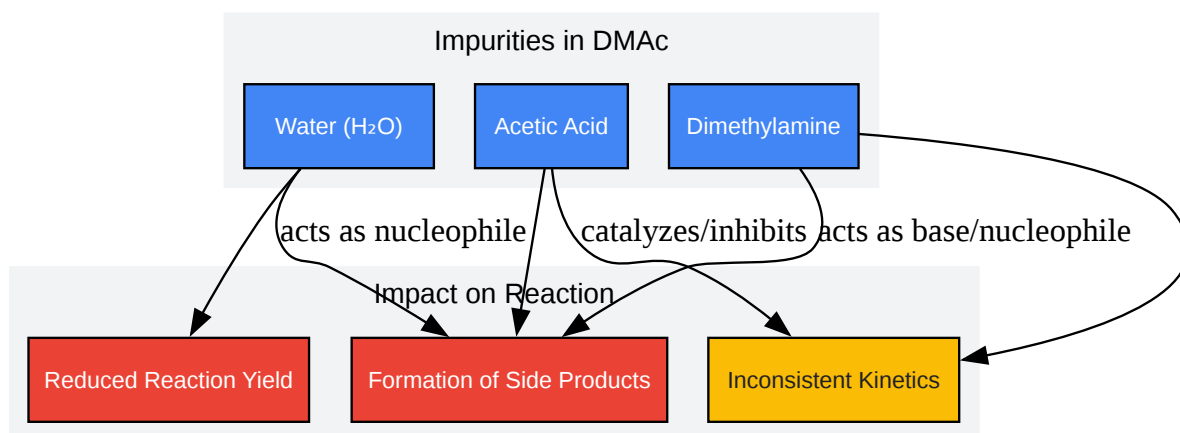 Impurities in DMAc
Water (H₂O)
Acetic Acid
Dimethylamine
acts as nucleophile
catalyzes/inhibits
acts as base/nucleophile
Impact on Reaction
Reduced Reaction Yield
Formation of Side Products
Inconsistent Kinetics